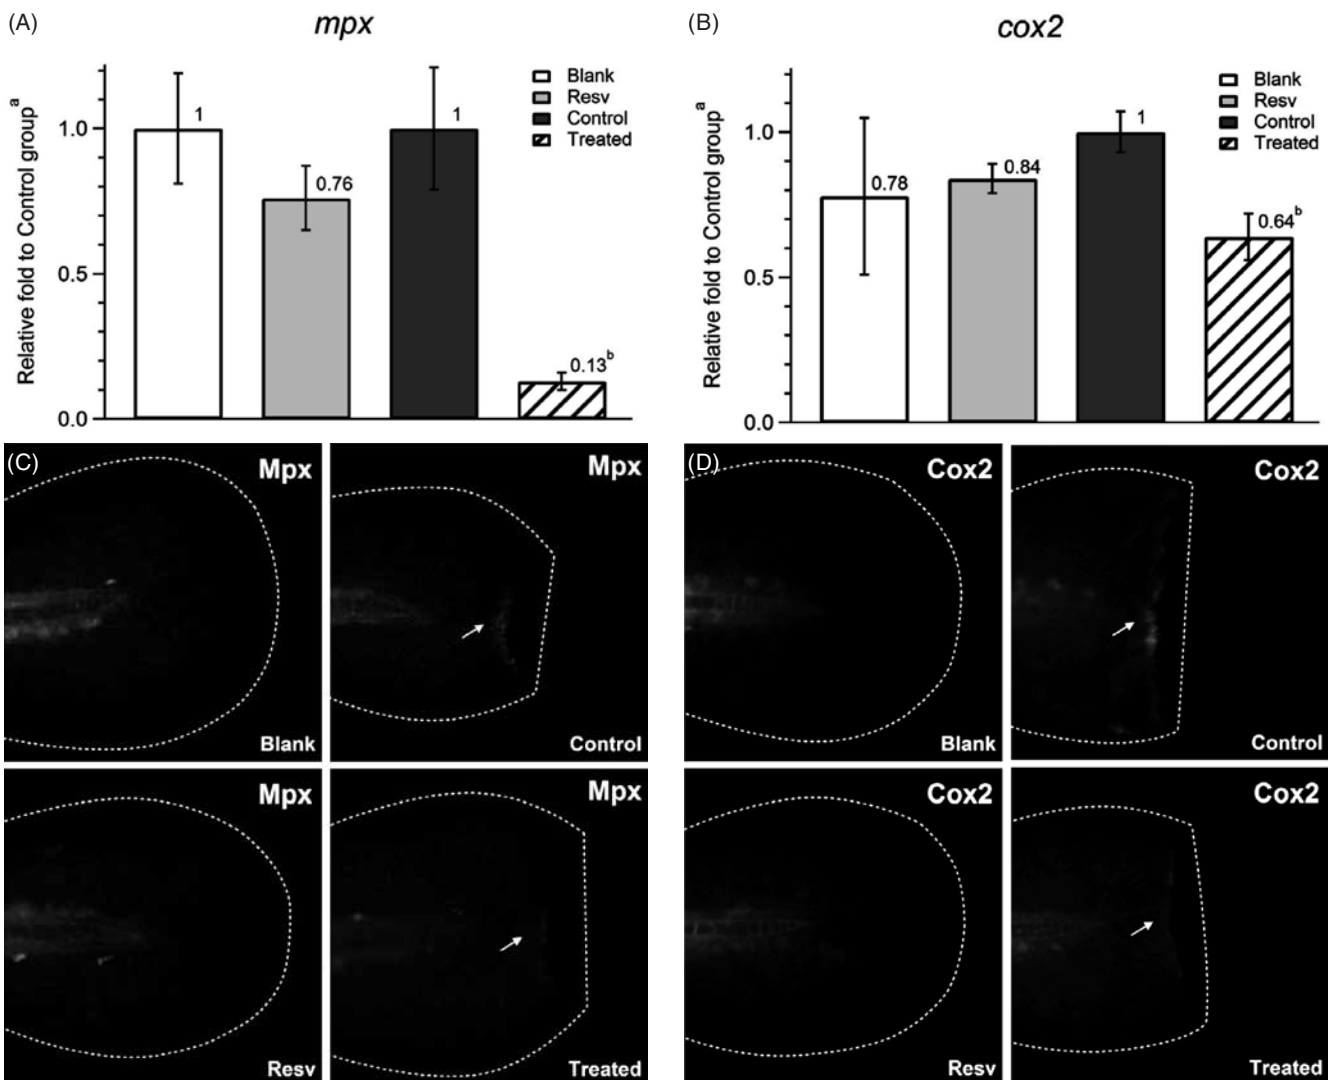 (A)
mpx
Relative fold to Control group^a
1.0
0.5
0.0
1
0.76
1
0.13^b
Blank
Resv
Control
Treated
(B)
cox2
Relative fold to Control group^a
1.0
0.5
0.0
0.78
0.84
1
0.64^b
Blank
Resv
Control
Treated
(C)
Mpx
Blank
Mpx
Control
Mpx
Resv
Mpx
Treated
(D)
Cox2
Blank
Cox2
Control
Cox2
Resv
Cox2
Treated